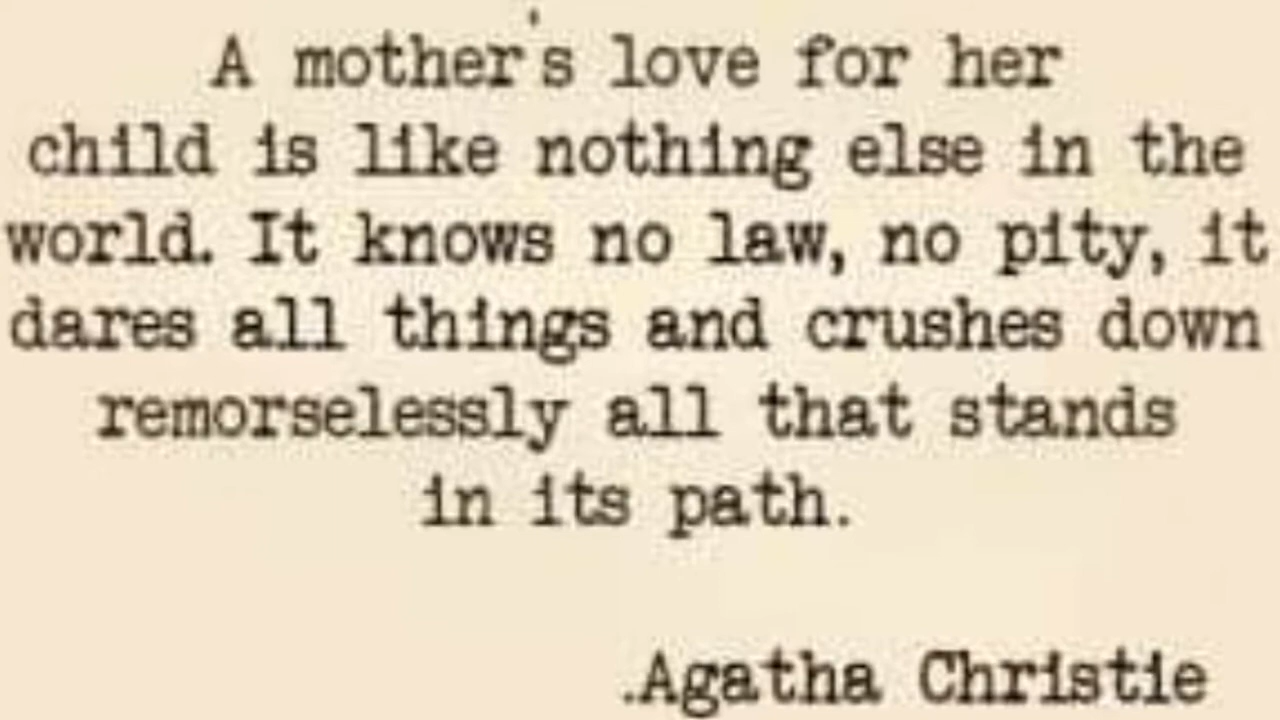 A mother's love for her
child is like nothing else in the
world. It knows no law, no pity, it
dares all things and crushes down
remorselessly all that stands
in its path.
.Agatha Christie